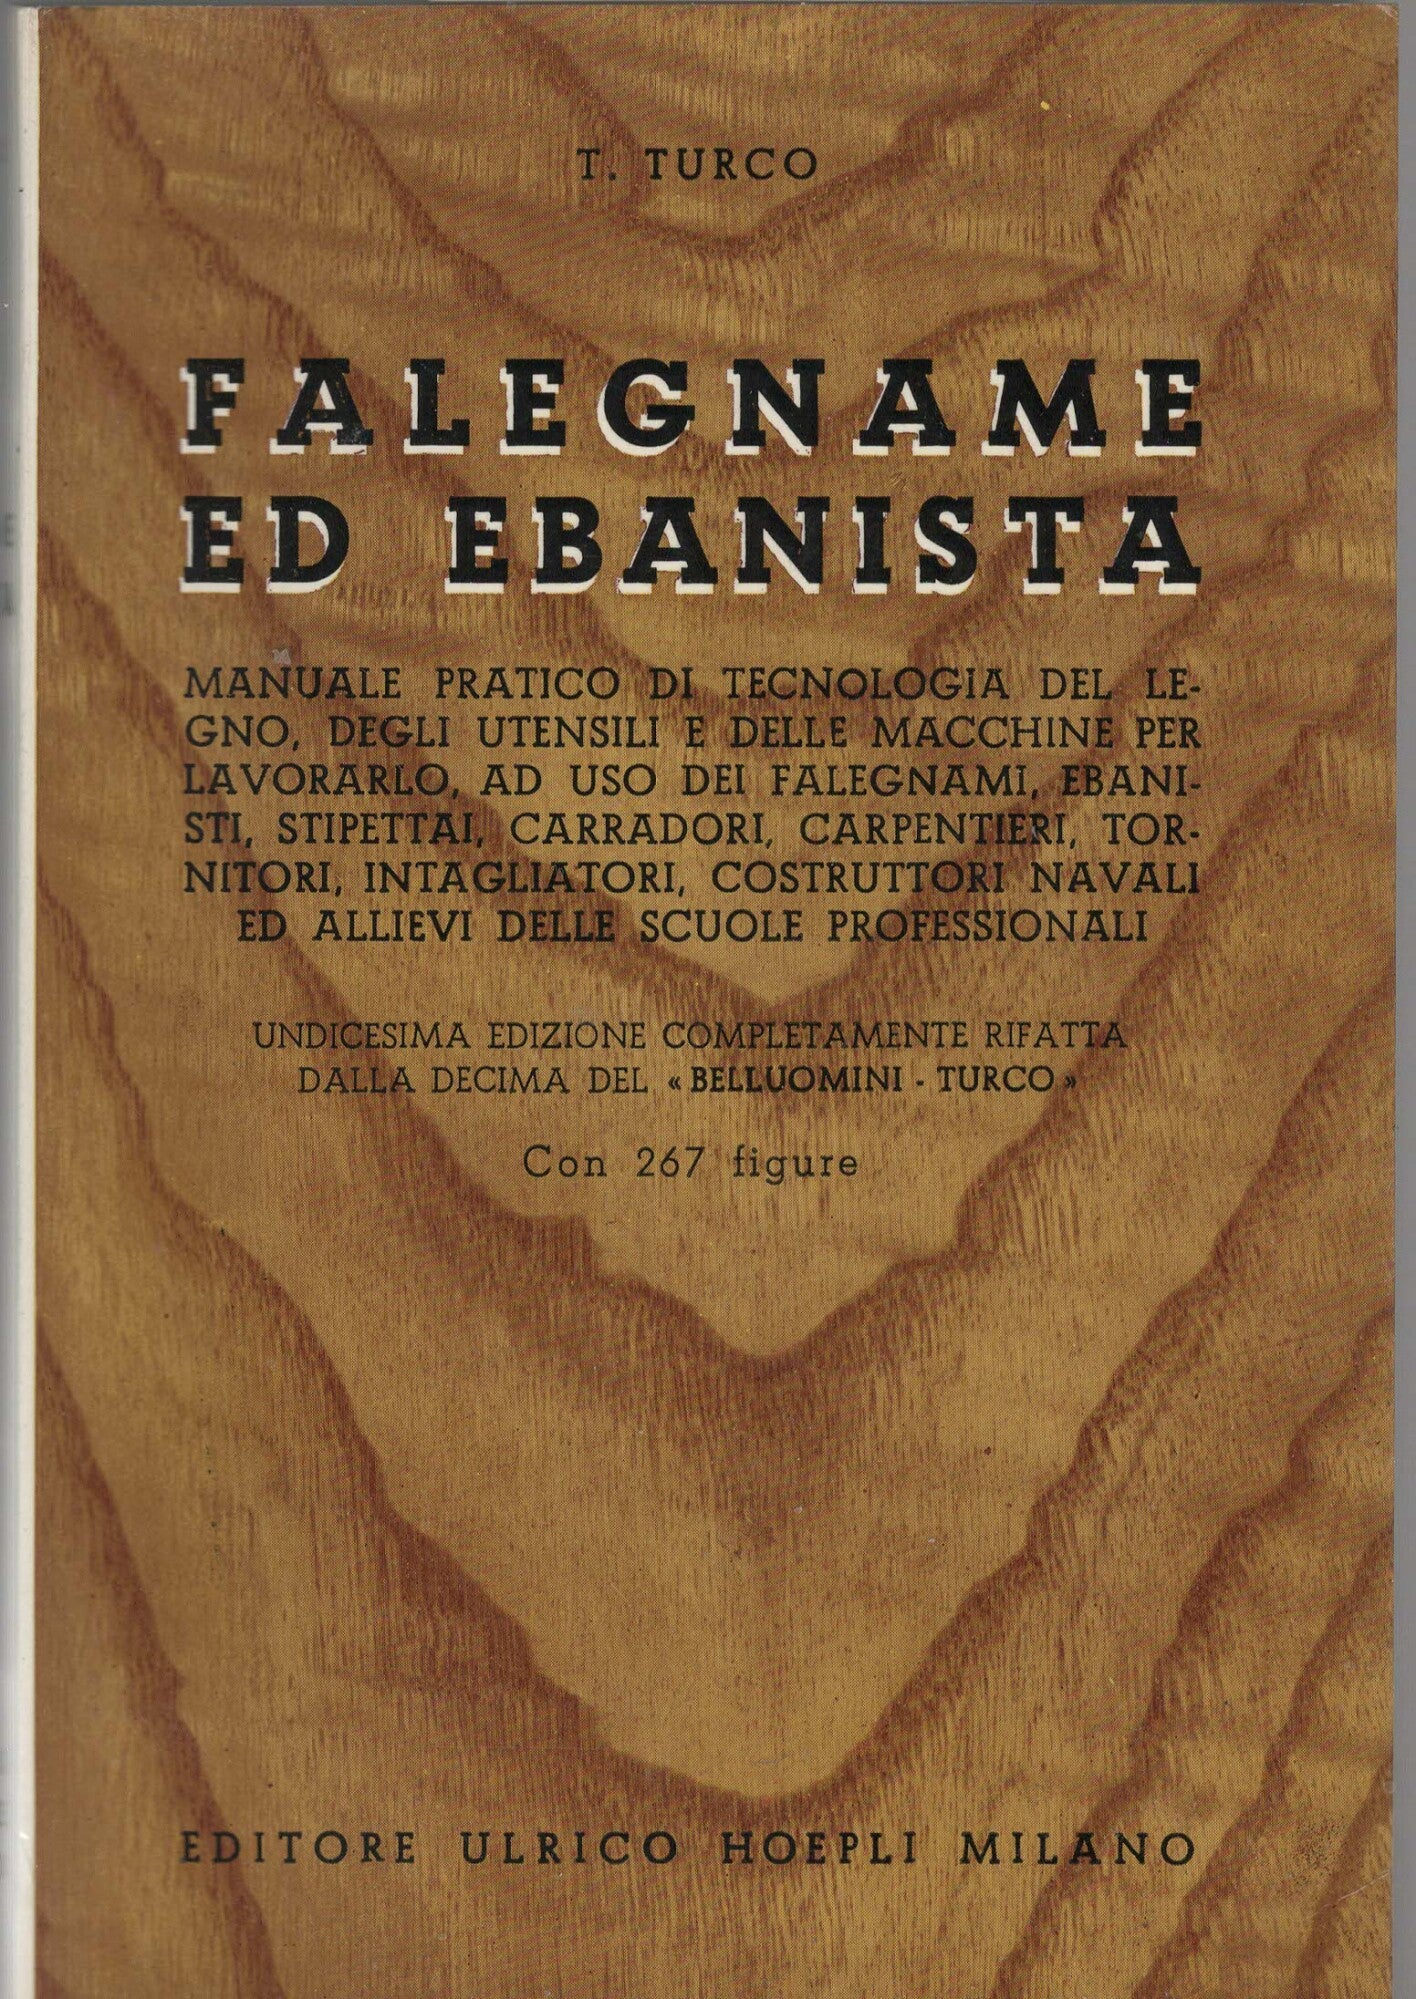 T. TURCO
FALEGNAME
ED EBANISTA
MANUALE PRATICO DI TECNOLOGIA DEL LE-
GNO, DEGLI UTENSILI E DELLE MACCHINE PER
LAVORARLO, AD USO DEI FALEGNAMI, EBANI-
STI, STIPETTAI, CARRADORI, CARPENTIERI, TOR-
NITORI, INTAGLIATORI, COSTRUTTORI NAVALI
ED ALLIEVI DELLE SCUOLE PROFESSIONALI
UNDICESIMA EDIZIONE COMPLETAMENTE RIFATTA
DALLA DECIMA DEL « BELLUOMINI - TURCO »
Con 267 figure
EDITORE ULRICO HOEPLI MILANO